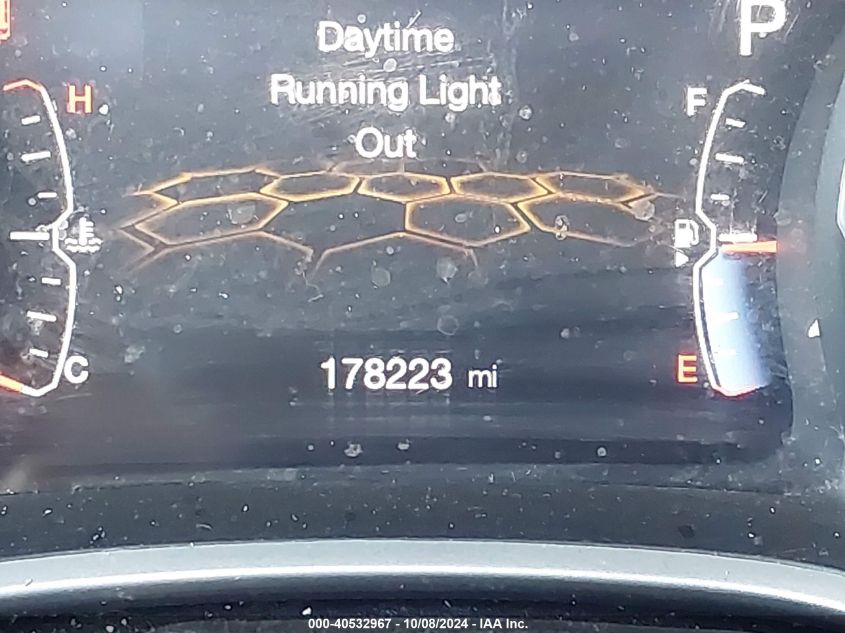 P
Daytime
Running Light
Out
H
F
C
178223 mi
E
000-40532967 - 10/08/2024 - IAA Inc.